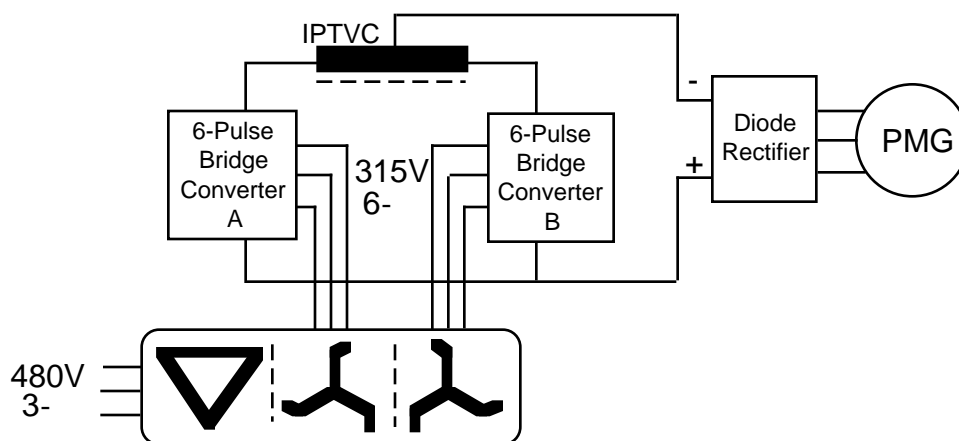 IPTVC
6-Pulse
Bridge
Converter
A
315V
6-
6-Pulse
Bridge
Converter
B
-
+
Diode
Rectifier
PMG
480V
3-